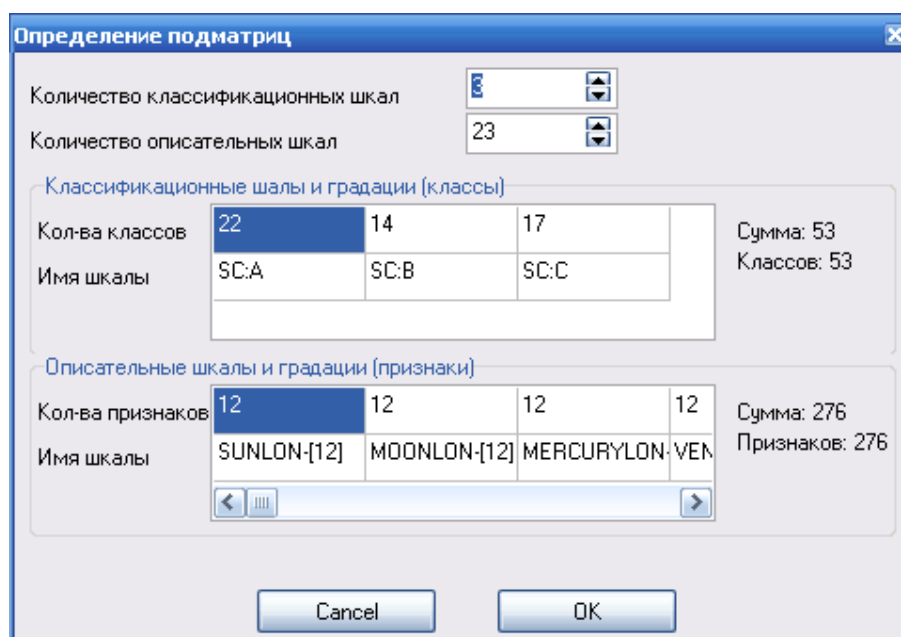 Определение подматриц
Количество классификационных шкал 3
Количество описательных шкал 23
Классификационные шалы и градации (классы)
Кол-ва классов 22 14 17 Сумма: 53
Имя шкалы SC:A SC:B SC:C Классов: 53
Описательные шкалы и градации (признаки)
Кол-ва признаков 12 12 12 12 Сумма: 276
Имя шкалы SUNLON-[12] MOONLON-[12] MERCURYLON- VEN Признаков: 276
Cancel OK